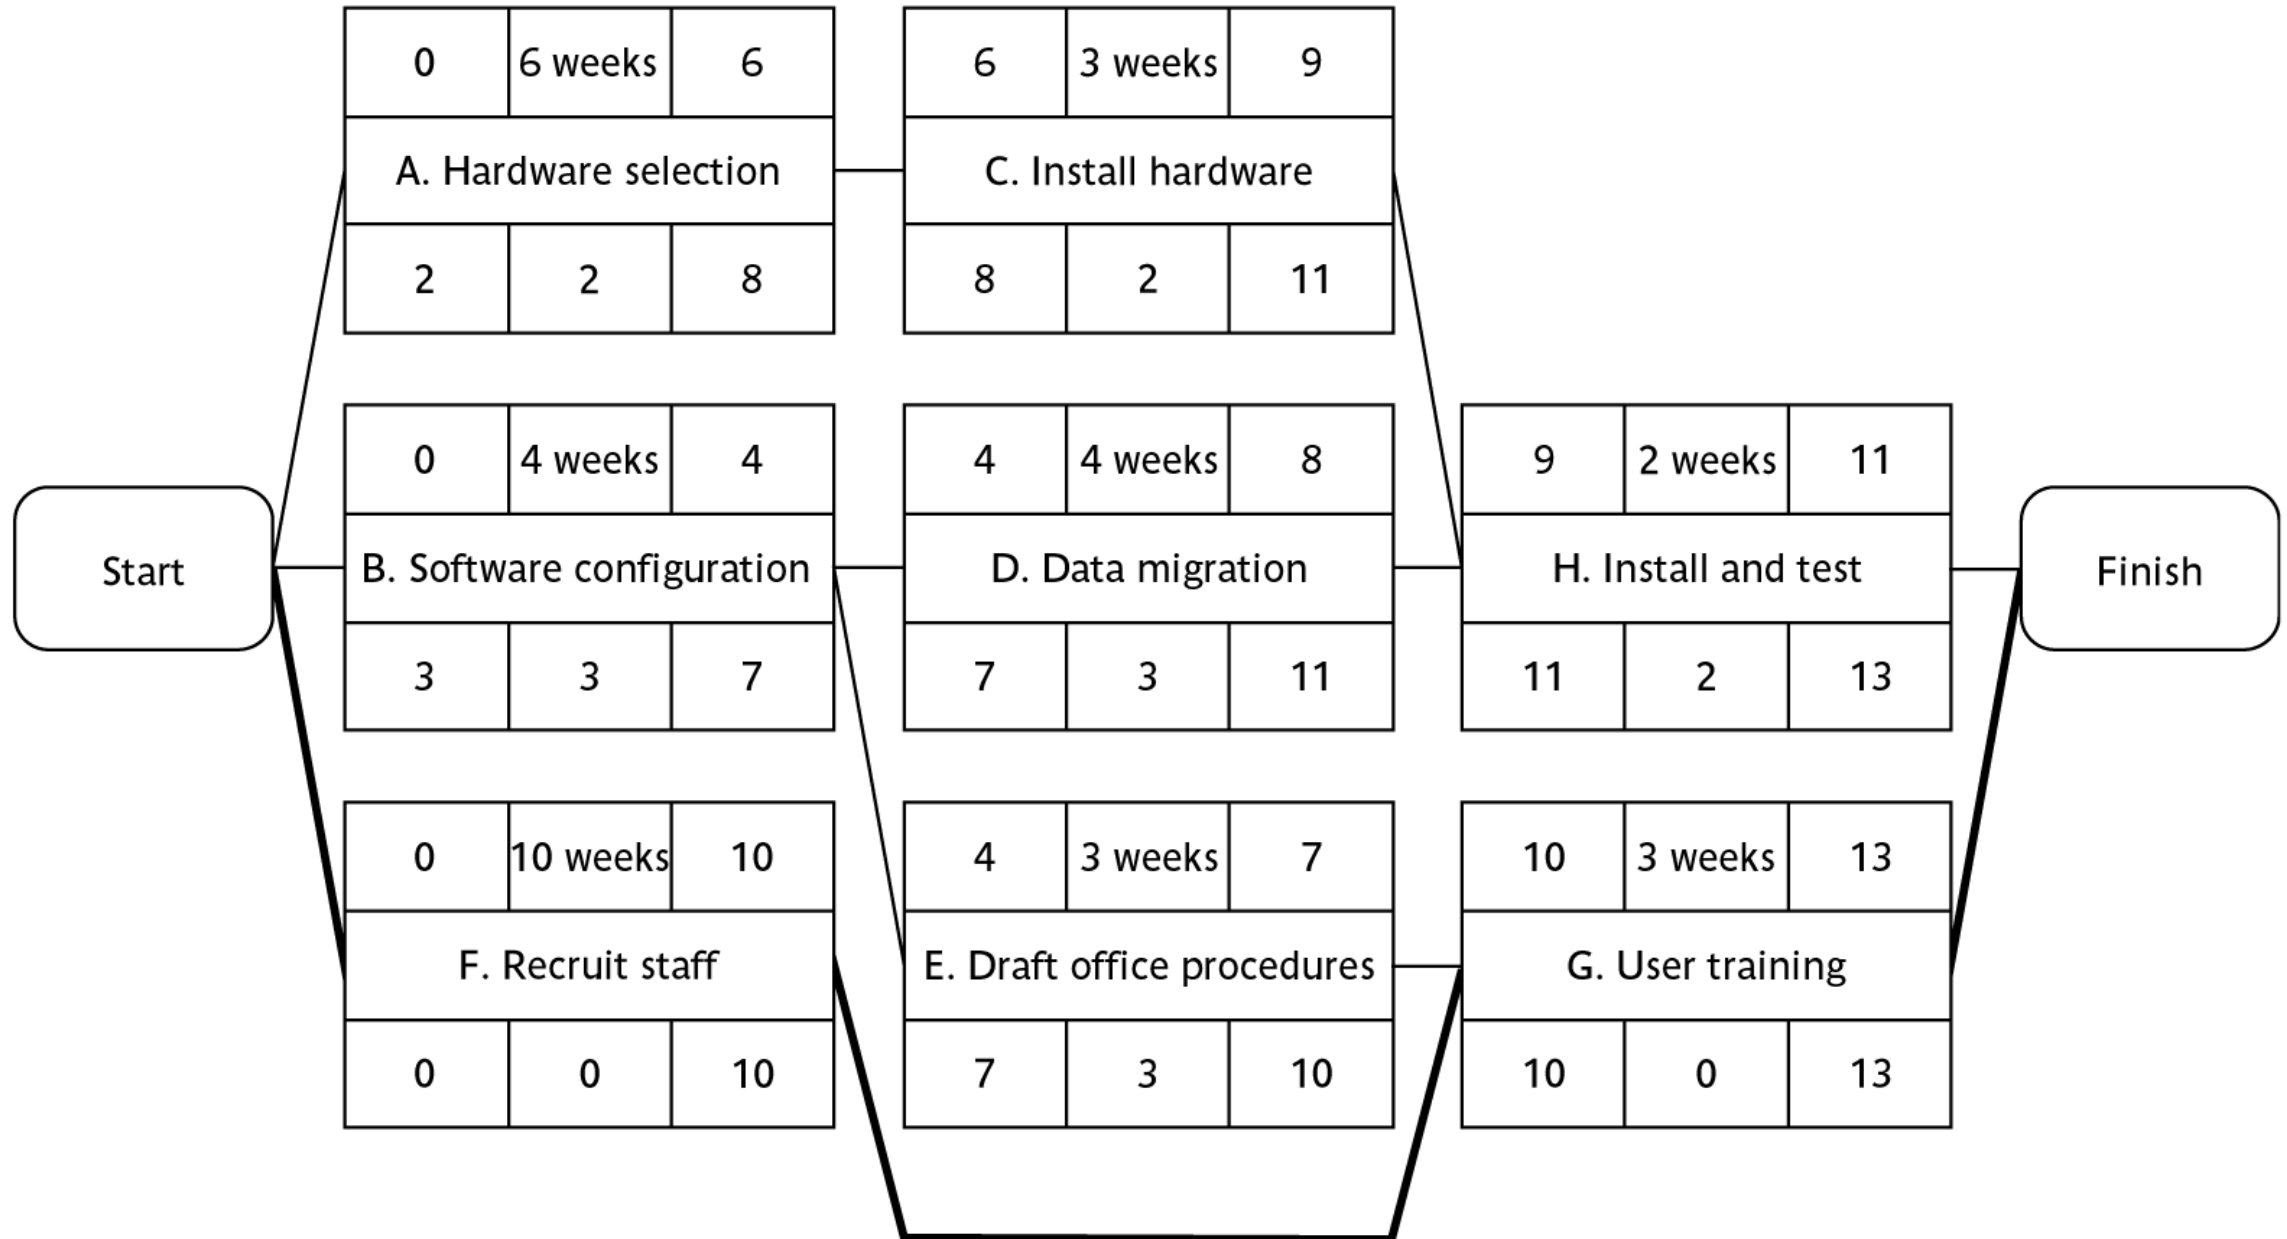 0 6 weeks 6
A. Hardware selection
2 2 8
6 3 weeks 9
C. Install hardware
8 2 11
Start
0 4 weeks 4
B. Software configuration
3 3 7
4 4 weeks 8
D. Data migration
7 3 11
9 2 weeks 11
H. Install and test
11 2 13
Finish
0 10 weeks 10
F. Recruit staff
0 0 10
4 3 weeks 7
E. Draft office procedures
7 3 10
10 3 weeks 13
G. User training
10 0 13